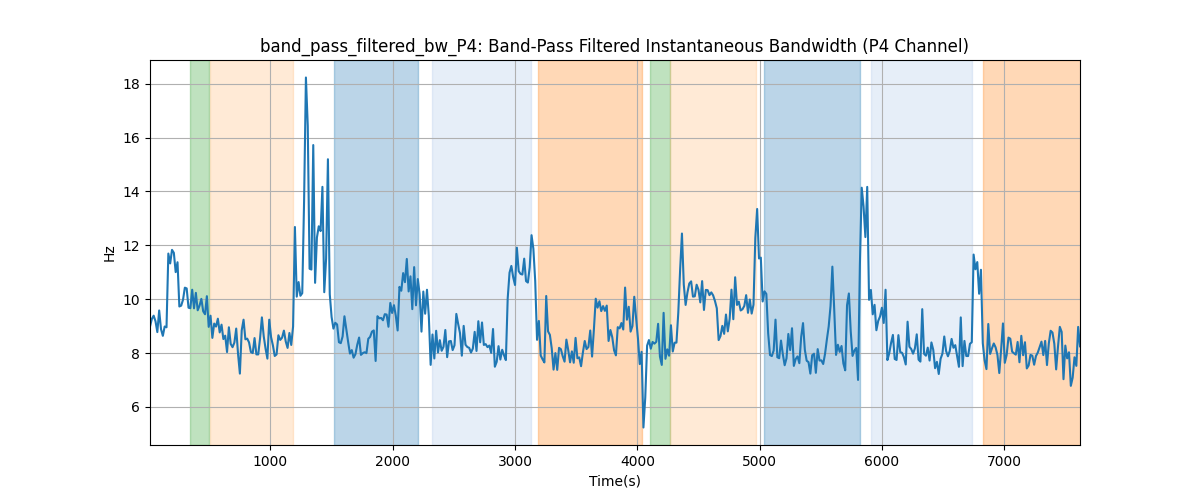 band_pass_filtered_bw_P4: Band-Pass Filtered Instantaneous Bandwidth (P4 Channel)
18
16
14
12
10
8
6
Hz
1000 2000 3000 4000 5000 6000 7000
Time(s)